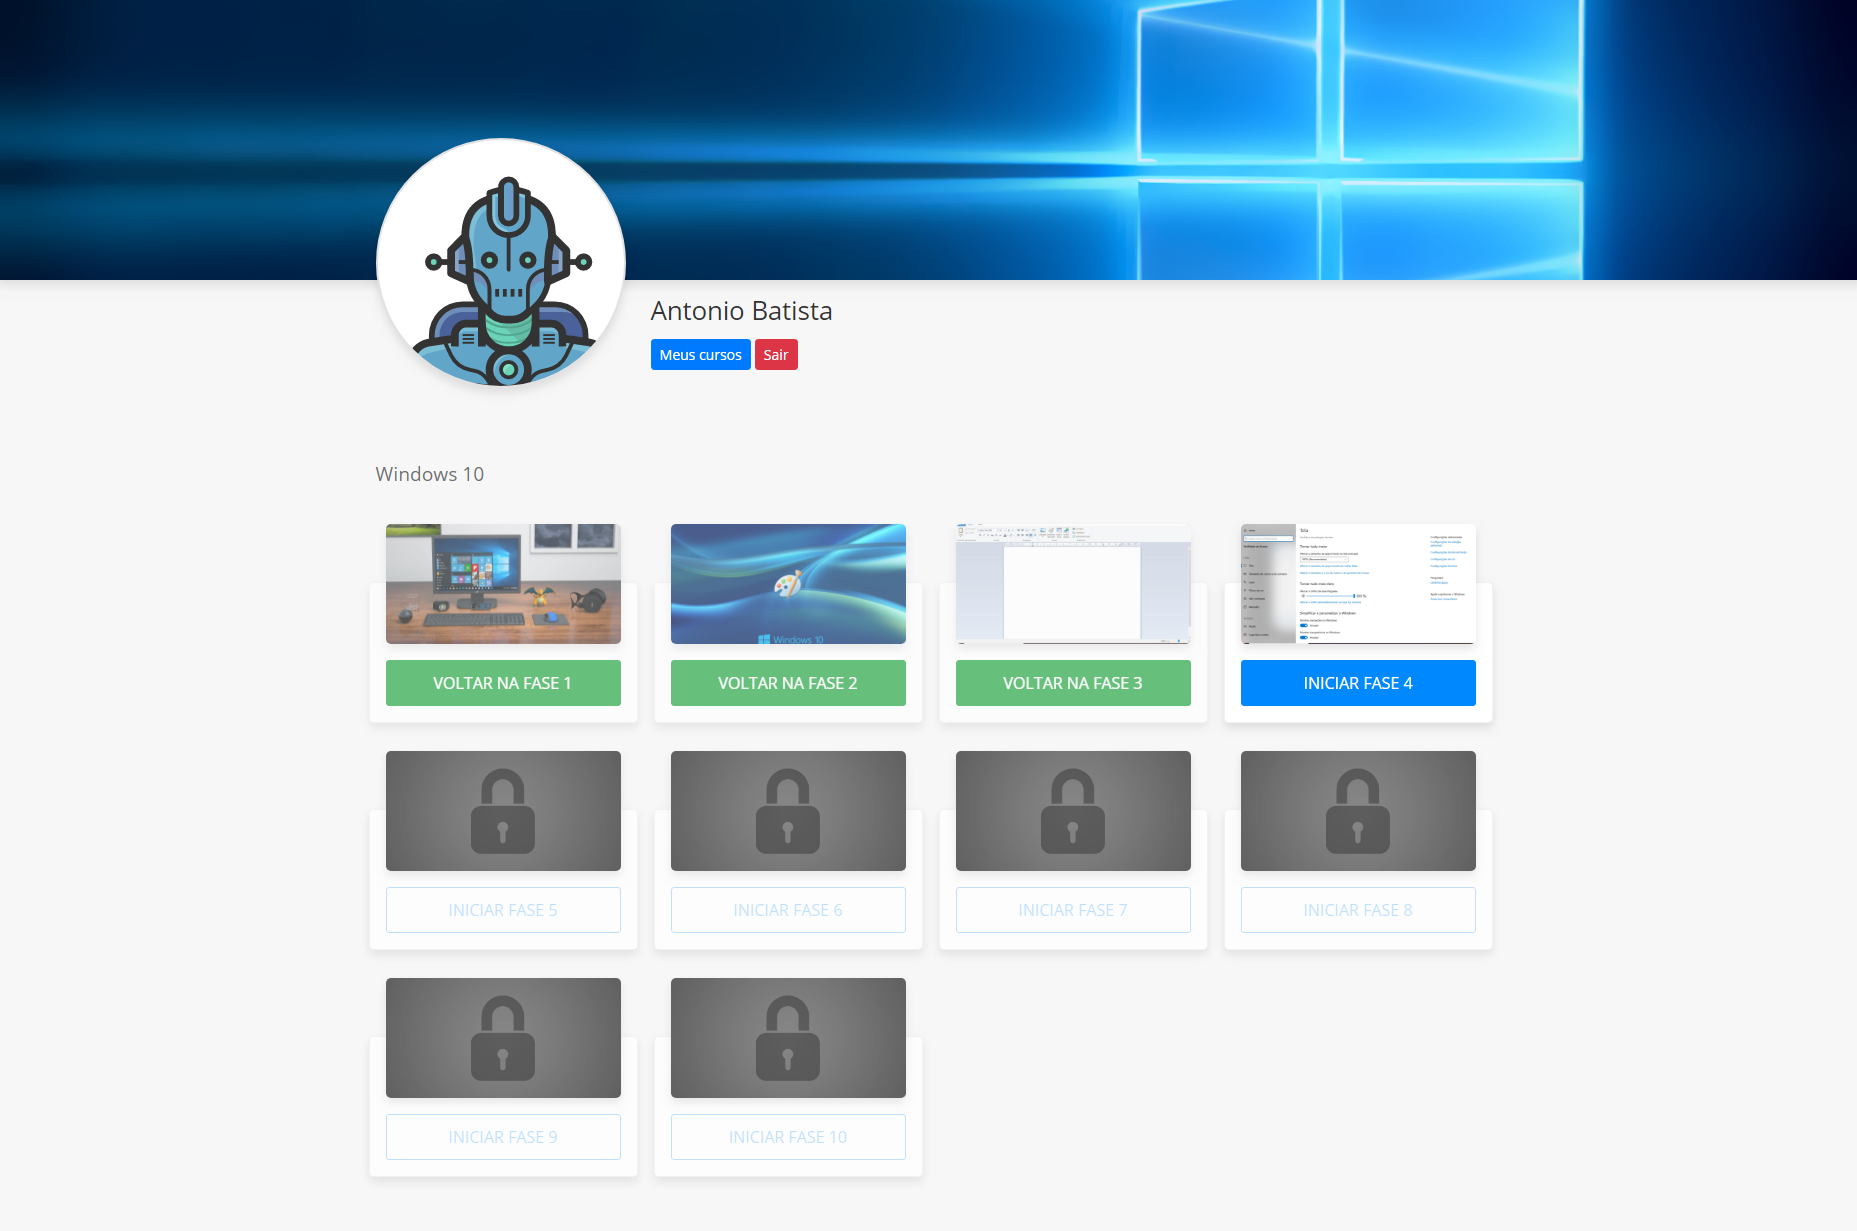 Antonio Batista
Meus cursos
Sair
Windows 10
Windows 10
VOLTAR NA FASE 1
VOLTAR NA FASE 2
VOLTAR NA FASE 3
INICIAR FASE 4
INICIAR FASE 5
INICIAR FASE 6
INICIAR FASE 7
INICIAR FASE 8
INICIAR FASE 9
INICIAR FASE 10